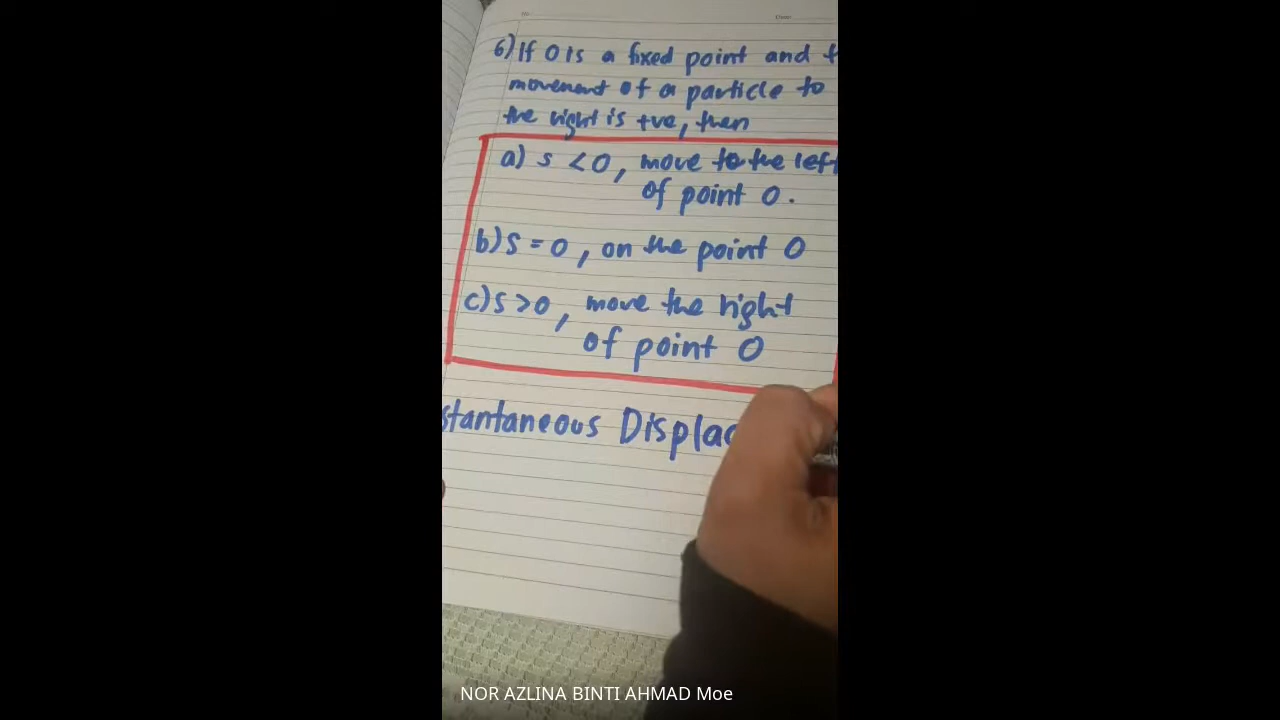 No:
Date:
6) If O is a fixed point and t
movement of a particle to
the right is +ve, then
a) s < 0, move to the left
of point O.
b) s = 0, on the point O
c) s > 0, move the right
of point O
stantaneous Displac
NOR AZLINA BINTI AHMAD Moe